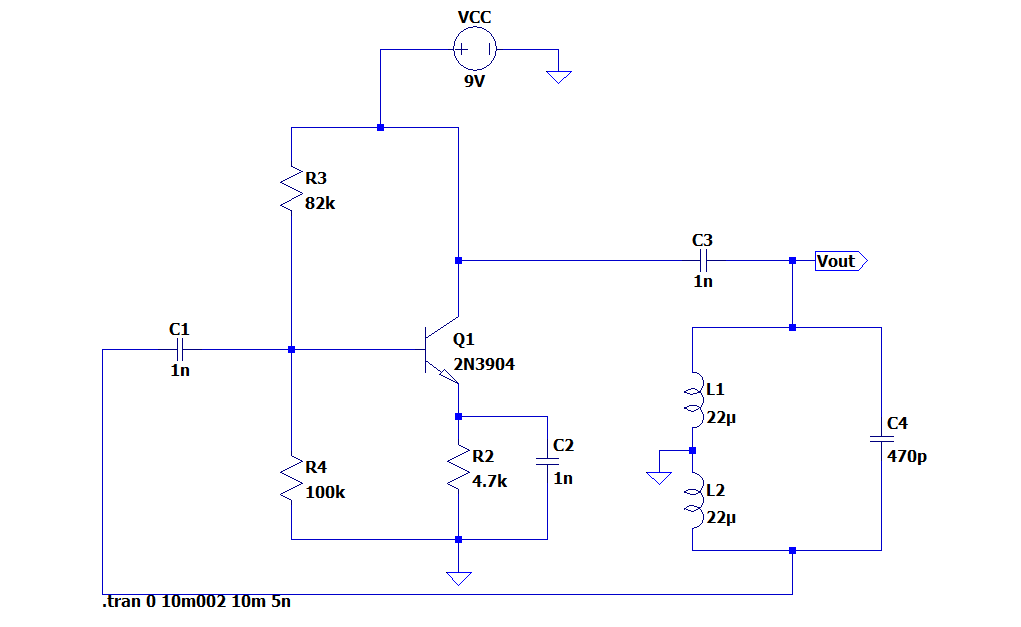 VCC
9V
R3
82k
C3
1n
Vout
C1
1n
Q1
2N3904
L1
22µ
C4
470p
C2
1n
R2
4.7k
R4
100k
L2
22µ
.tran 0 10m002 10m 5n